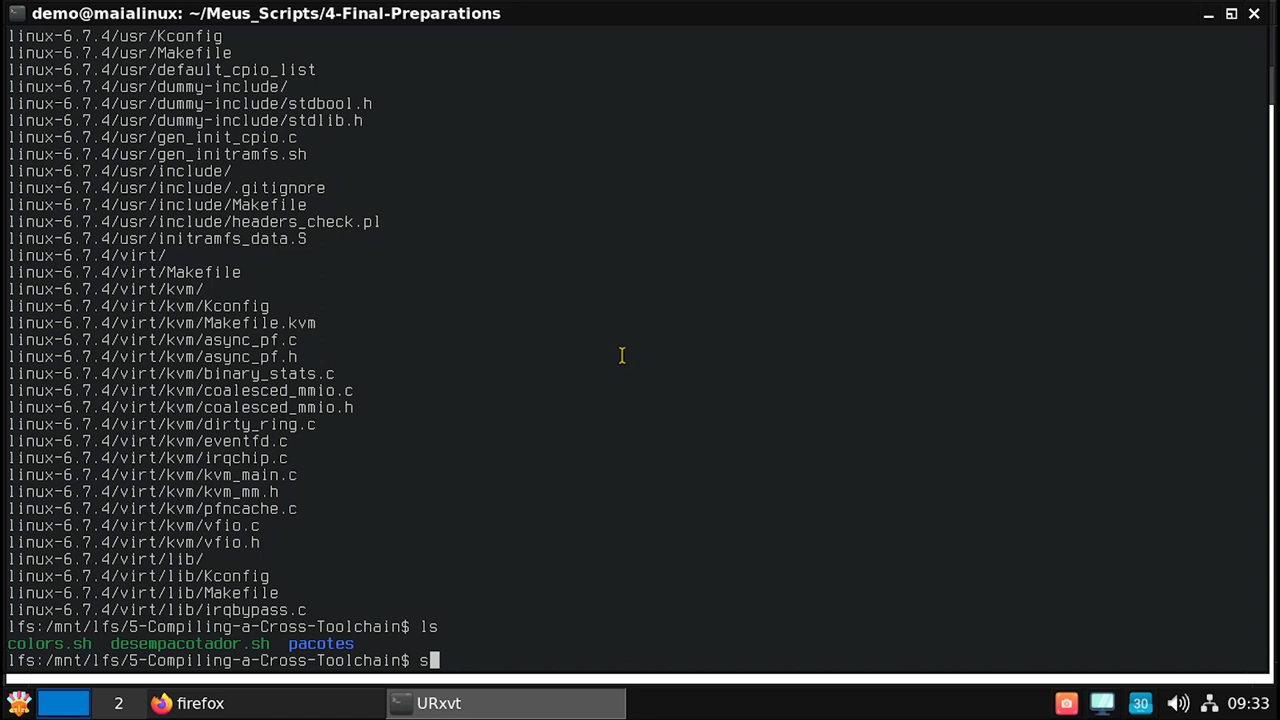 demo@maialinux: ~/Meus_Scripts/4-Final-Preparations
linux-6.7.4/usr/Kconfig
linux-6.7.4/usr/Makefile
linux-6.7.4/usr/default_cpio_list
linux-6.7.4/usr/dummy-include/
linux-6.7.4/usr/dummy-include/stdbool.h
linux-6.7.4/usr/dummy-include/stdlib.h
linux-6.7.4/usr/gen_init_cpio.c
linux-6.7.4/usr/gen_initramfs.sh
linux-6.7.4/usr/include/
linux-6.7.4/usr/include/.gitignore
linux-6.7.4/usr/include/Makefile
linux-6.7.4/usr/include/headers_check.pl
linux-6.7.4/usr/initramfs_data.S
linux-6.7.4/virt/
linux-6.7.4/virt/Makefile
linux-6.7.4/virt/kvm/
linux-6.7.4/virt/kvm/Kconfig
linux-6.7.4/virt/kvm/Makefile.kvm
linux-6.7.4/virt/kvm/async_pf.c
linux-6.7.4/virt/kvm/async_pf.h
linux-6.7.4/virt/kvm/binary_stats.c
linux-6.7.4/virt/kvm/coalesced_mmio.c
linux-6.7.4/virt/kvm/coalesced_mmio.h
linux-6.7.4/virt/kvm/dirty_ring.c
linux-6.7.4/virt/kvm/eventfd.c
linux-6.7.4/virt/kvm/irqchip.c
linux-6.7.4/virt/kvm/kvm_main.c
linux-6.7.4/virt/kvm/kvm_mm.h
linux-6.7.4/virt/kvm/pfncache.c
linux-6.7.4/virt/kvm/vfio.c
linux-6.7.4/virt/kvm/vfio.h
linux-6.7.4/virt/lib/
linux-6.7.4/virt/lib/Kconfig
linux-6.7.4/virt/lib/Makefile
linux-6.7.4/virt/lib/irqbypass.c
lfs:/mnt/lfs/5-Compiling-a-Cross-Toolchain$ ls
colors.sh desempacotador.sh pacotes
lfs:/mnt/lfs/5-Compiling-a-Cross-Toolchain$ s
2 firefox URxvt 30 09:33